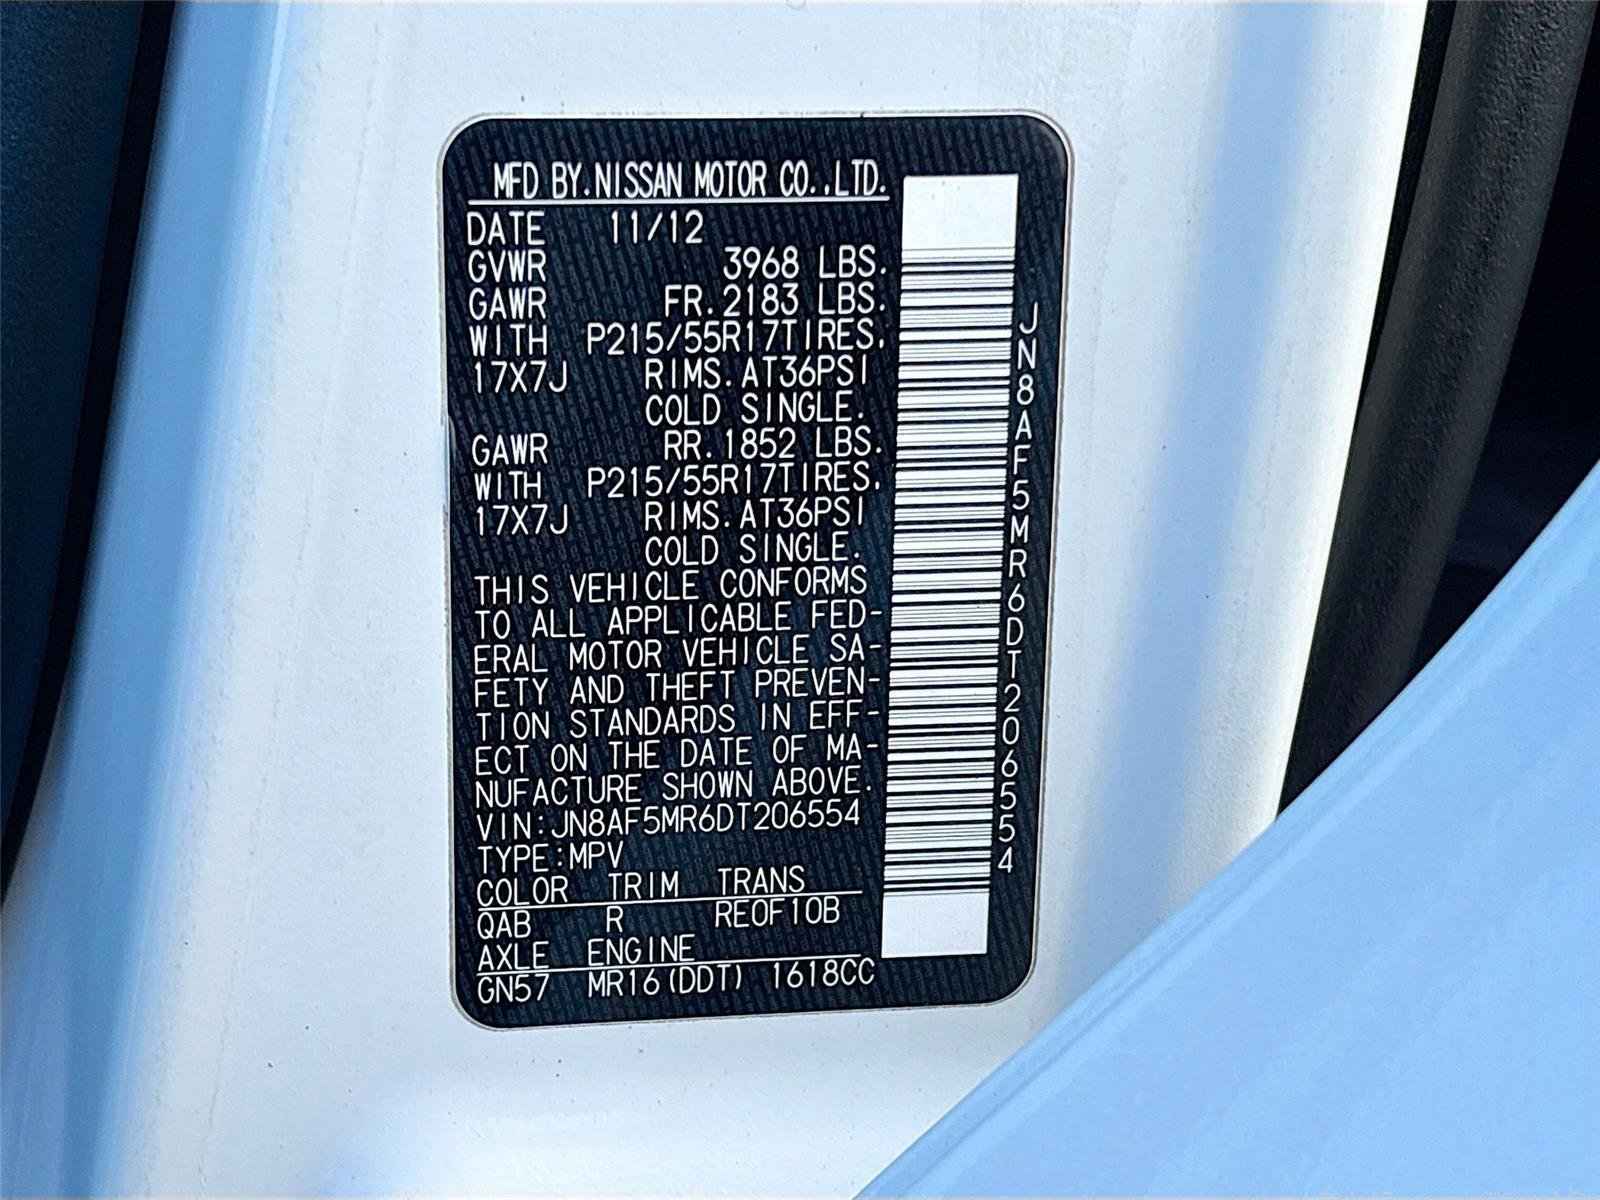 MFD BY.NISSAN MOTOR CO.,LTD.
DATE 11/12
GVWR 3968 LBS.
GAWR FR.2183 LBS.
WITH P215/55R17TIRES.
17X7J RIMS.AT36PSI
COLD SINGLE.
GAWR RR.1852 LBS.
WITH P215/55R17TIRES.
17X7J RIMS.AT36PSI
COLD SINGLE.
THIS VEHICLE CONFORMS
TO ALL APPLICABLE FED-
ERAL MOTOR VEHICLE SA-
FETY AND THEFT PREVEN-
TION STANDARDS IN EFF-
ECT ON THE DATE OF MA-
NUFACTURE SHOWN ABOVE.
VIN:JN8AF5MR6DT206554
TYPE:MPV
COLOR TRIM TRANS
QAB R RE0F10B
AXLE ENGINE
GN57 MR16(DDT) 1618CC
JN8AF5MR6DT206554